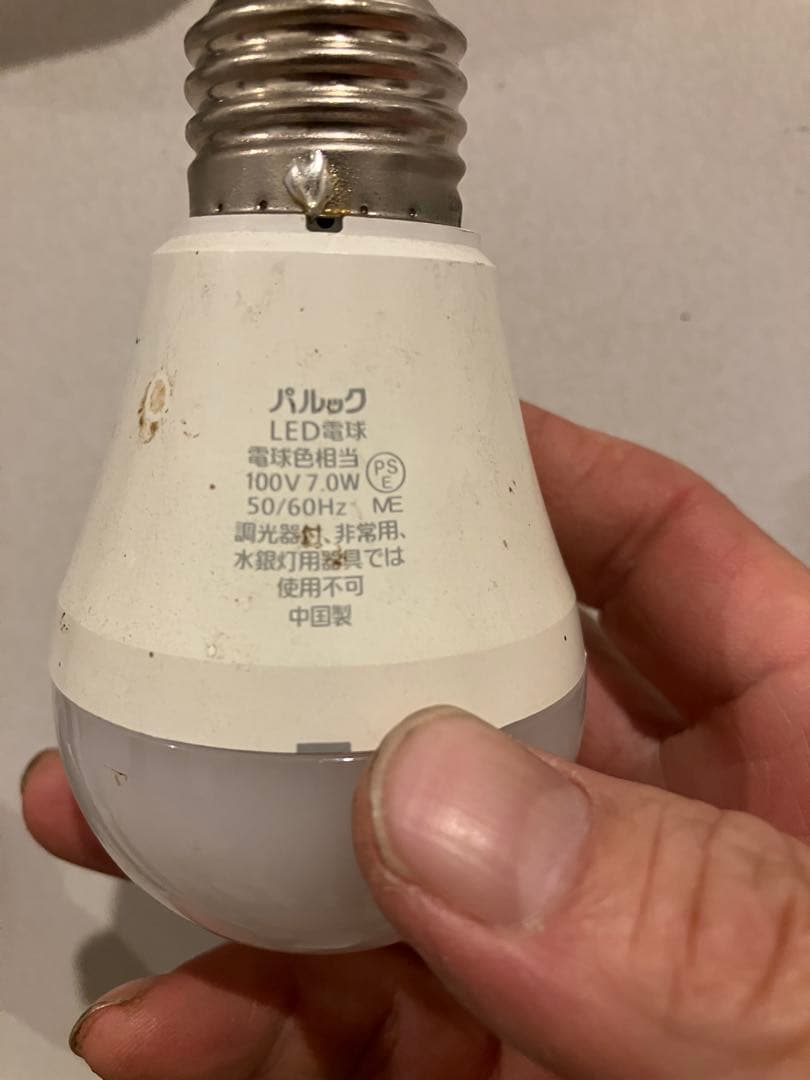 パルック
LED電球
電球色相当
100V 7.0W
PS
E
50/60Hz ME
調光器付、非常用、
水銀灯用器具では
使用不可
中国製